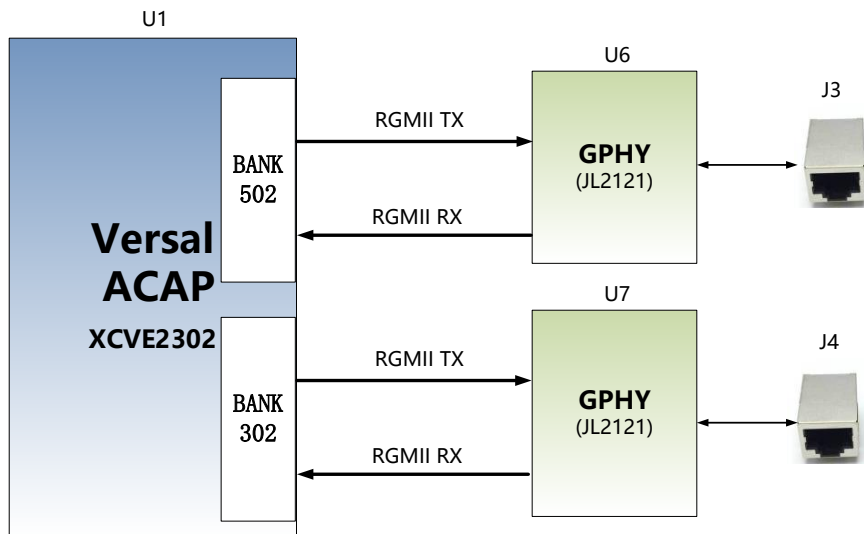 U1
U6
J3
RGMII TX
GPHY
(JL2121)
BANK
502
RGMII RX
Versal
ACAP
XCVE2302
U7
J4
RGMII TX
GPHY
(JL2121)
BANK
302
RGMII RX